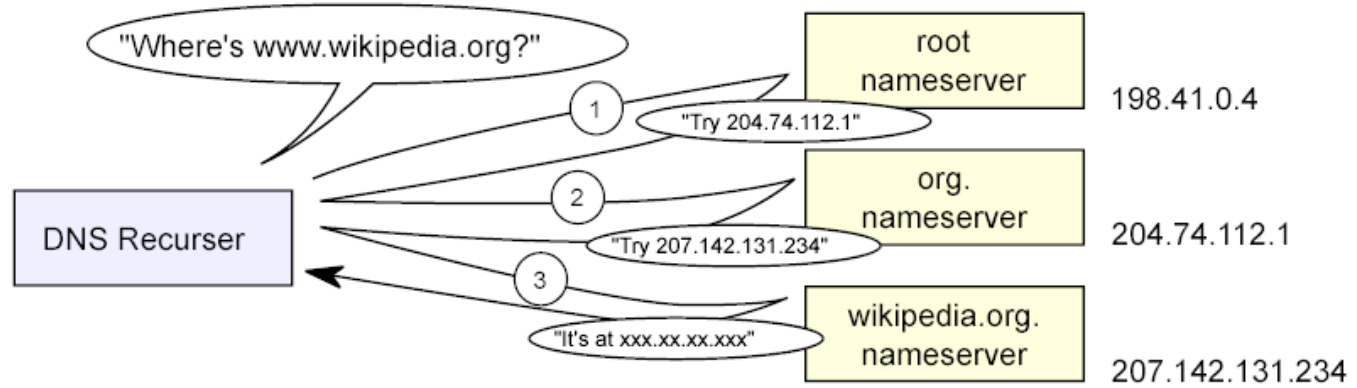 "Where's www.wikipedia.org?"
root
nameserver
198.41.0.4
1
"Try 204.74.112.1"
org.
nameserver
204.74.112.1
2
DNS Recurser
"Try 207.142.131.234"
3
wikipedia.org.
nameserver
207.142.131.234
"It's at xxx.xx.xx.xxx"